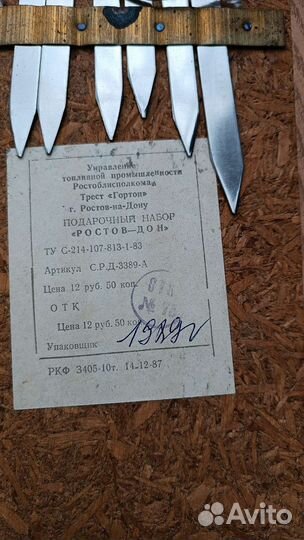 Управление
топливной промышленности
Ростоблисполкома
Трест «Гортоп»
г. Ростов-на-Дону
ПОДАРОЧНЫЙ НАБОР
«РОСТОВ—ДОН»
ТУ С-214-107-813-1-83
Артикул С.Р.Д-3389-А
Цена 12 руб. 50 коп.
ОТК
Цена 12 руб. 50 коп
Упаковщик
РКФ 3405-10т. 14-12-87
Avito